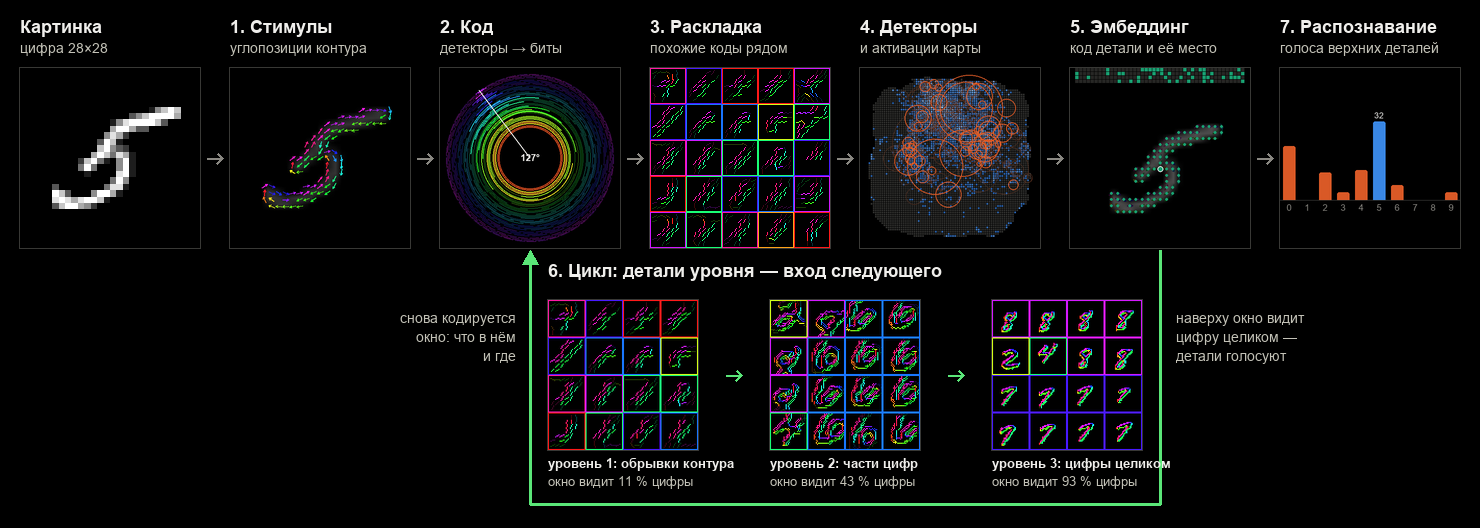 Картинка
цифра 28×28
1. Стимулы
углопозиции контура
2. Код
детекторы → биты
3. Раскладка
похожие коды рядом
4. Детекторы
и активации карты
5. Эмбеддинг
код детали и её место
7. Распознавание
голоса верхних деталей
127°
32
0 1 2 3 4 5 6 7 8 9
6. Цикл: детали уровня — вход следующего
снова кодируется
окно: что в нём
и где
наверху окно видит
цифру целиком —
детали голосуют
уровень 1: обрывки контура
окно видит 11 % цифры
уровень 2: части цифр
окно видит 43 % цифры
уровень 3: цифры целиком
окно видит 93 % цифры